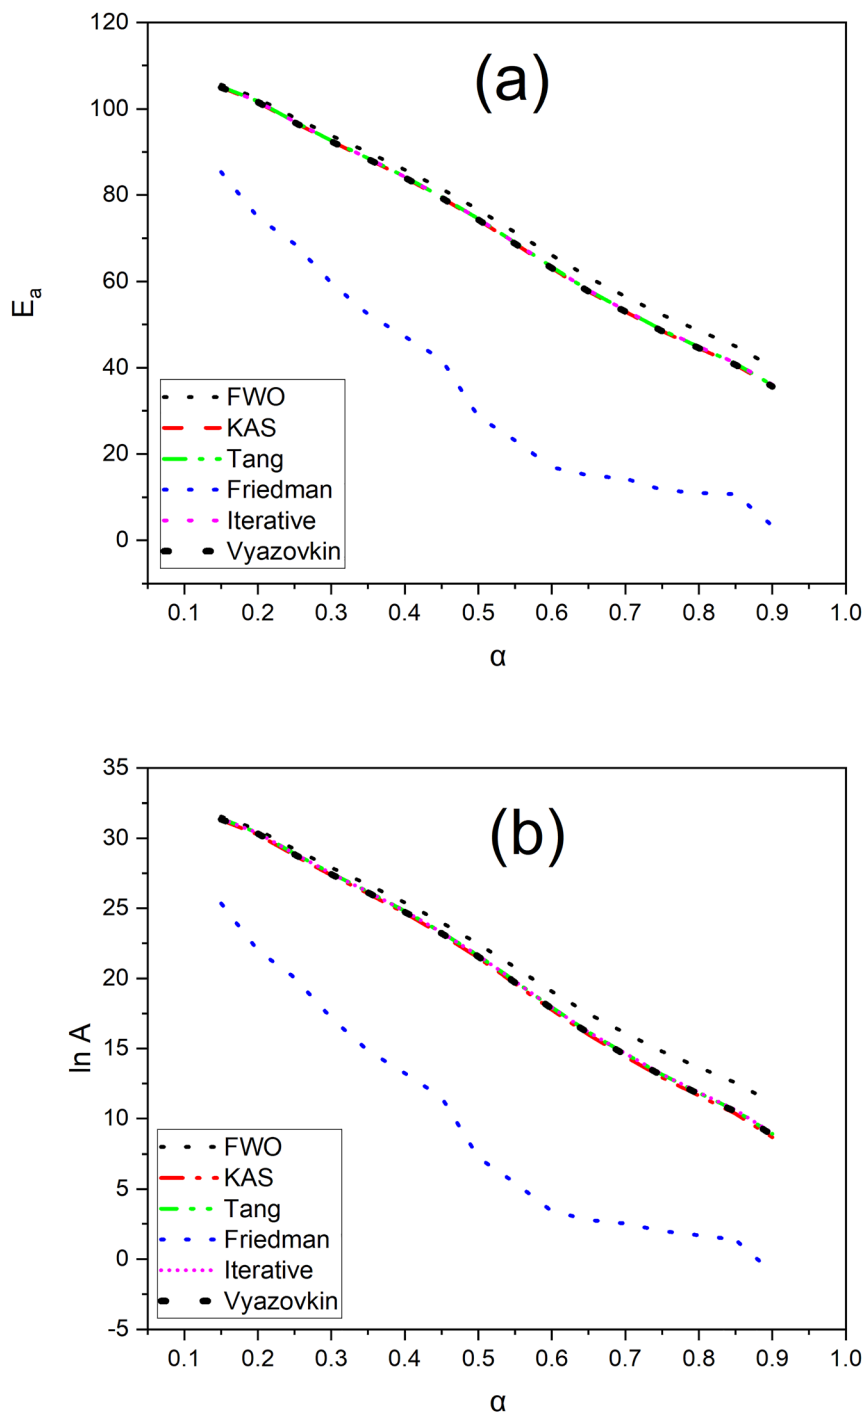 (a)
120
100
80
60
40
20
0
Eₐ
FWO
KAS
Tang
Friedman
Iterative
Vyazovkin
0.1 0.2 0.3 0.4 0.5 0.6 0.7 0.8 0.9 1.0
α
(b)
35
30
25
20
15
10
5
0
-5
ln A
FWO
KAS
Tang
Friedman
Iterative
Vyazovkin
0.1 0.2 0.3 0.4 0.5 0.6 0.7 0.8 0.9 1.0
α